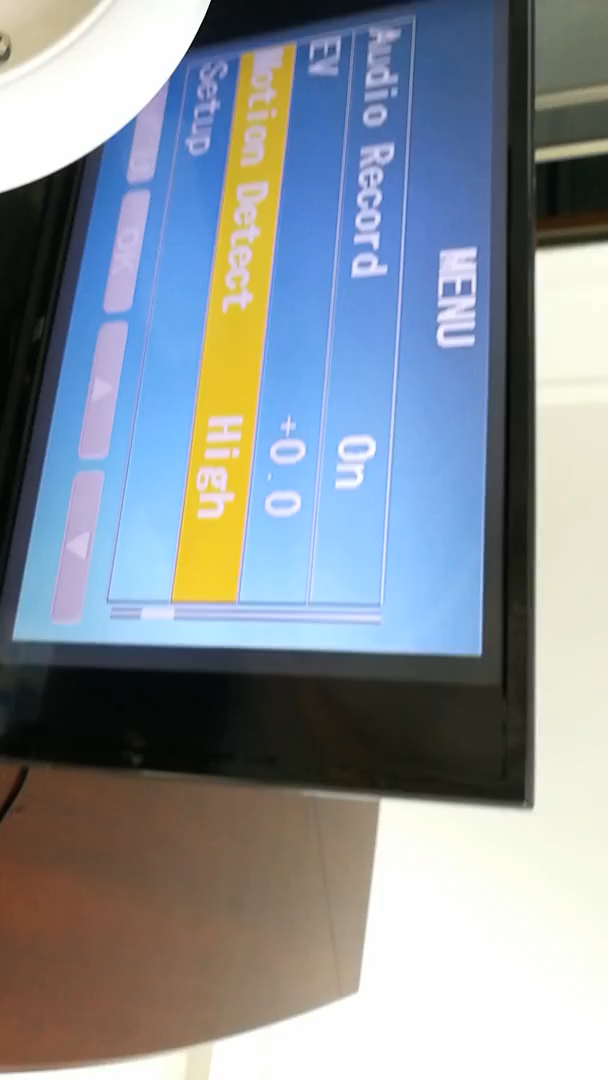 MENU
Audio Record On
EV +0.0
Motion Detect High
Setup
OK